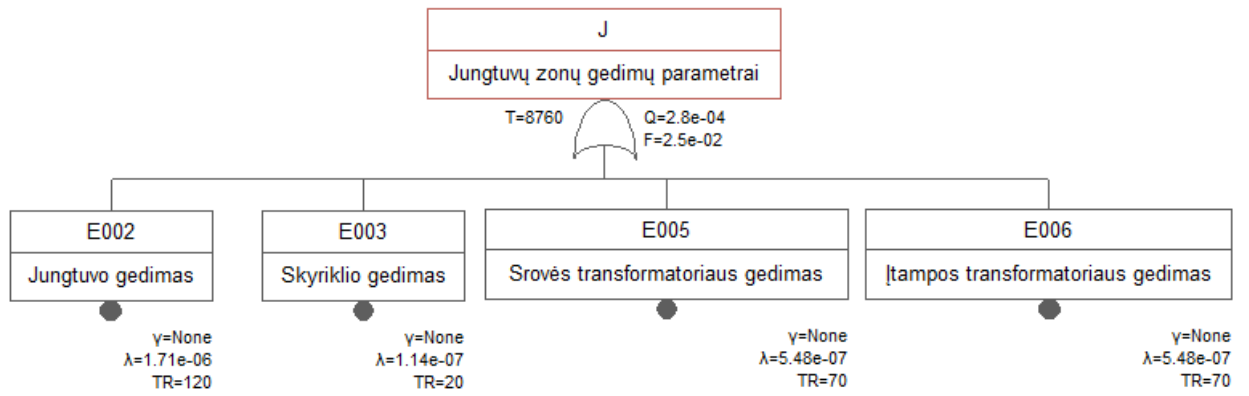 J
Jungtuvų zonų gedimų parametrai
T=8760
Q=2.8e-04
F=2.5e-02
E002
Jungtuvo gedimas
γ=None
λ=1.71e-06
TR=120
E003
Skyriklio gedimas
γ=None
λ=1.14e-07
TR=20
E005
Srovės transformatoriaus gedimas
γ=None
λ=5.48e-07
TR=70
E006
Įtampos transformatoriaus gedimas
γ=None
λ=5.48e-07
TR=70